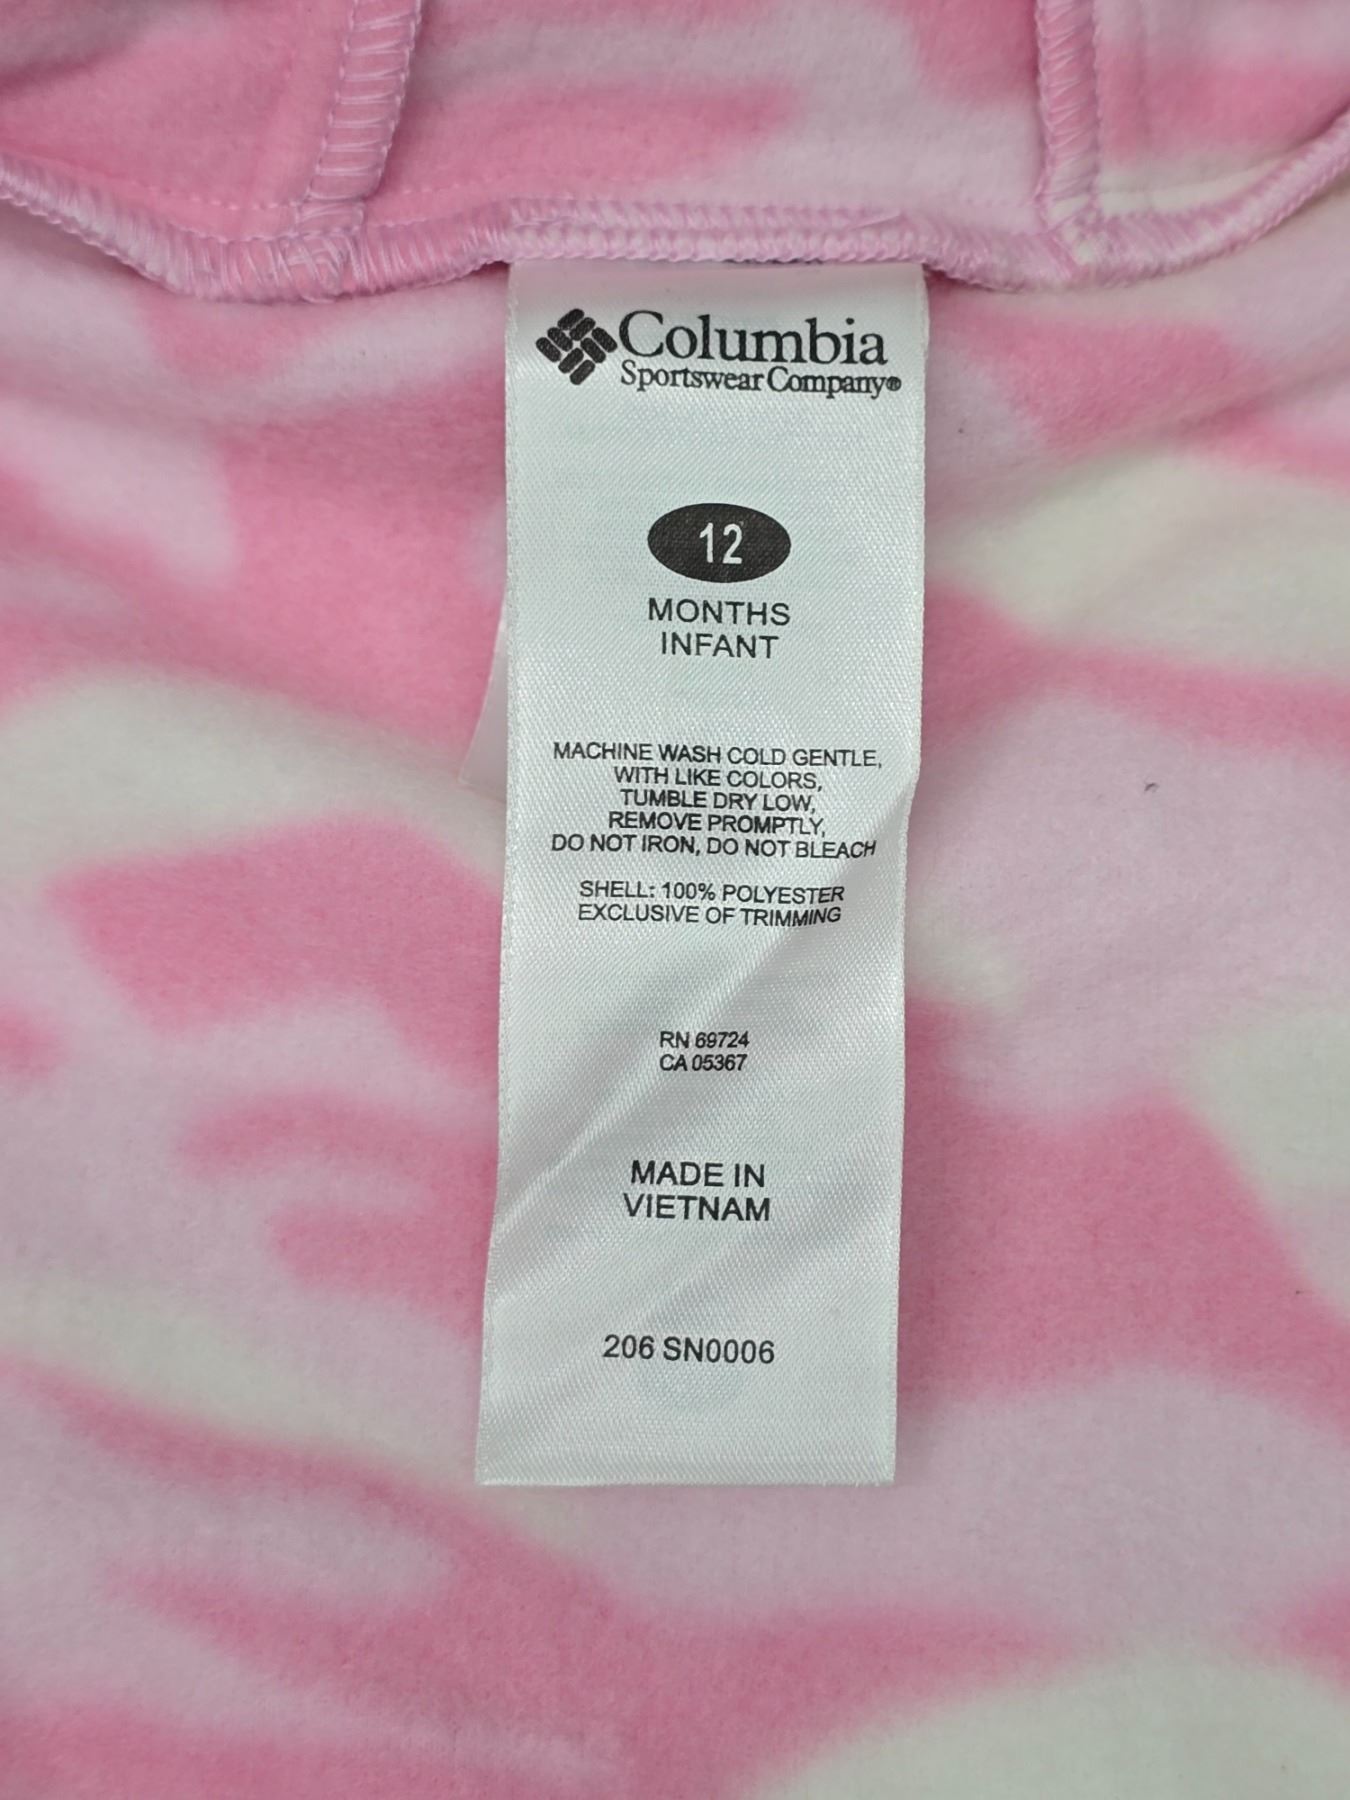 Columbia
Sportswear Company®
12
MONTHS
INFANT
MACHINE WASH COLD GENTLE,
WITH LIKE COLORS,
TUMBLE DRY LOW,
REMOVE PROMPTLY,
DO NOT IRON, DO NOT BLEACH
SHELL: 100% POLYESTER
EXCLUSIVE OF TRIMMING
RN 69724
CA 05367
MADE IN
VIETNAM
206 SN0006